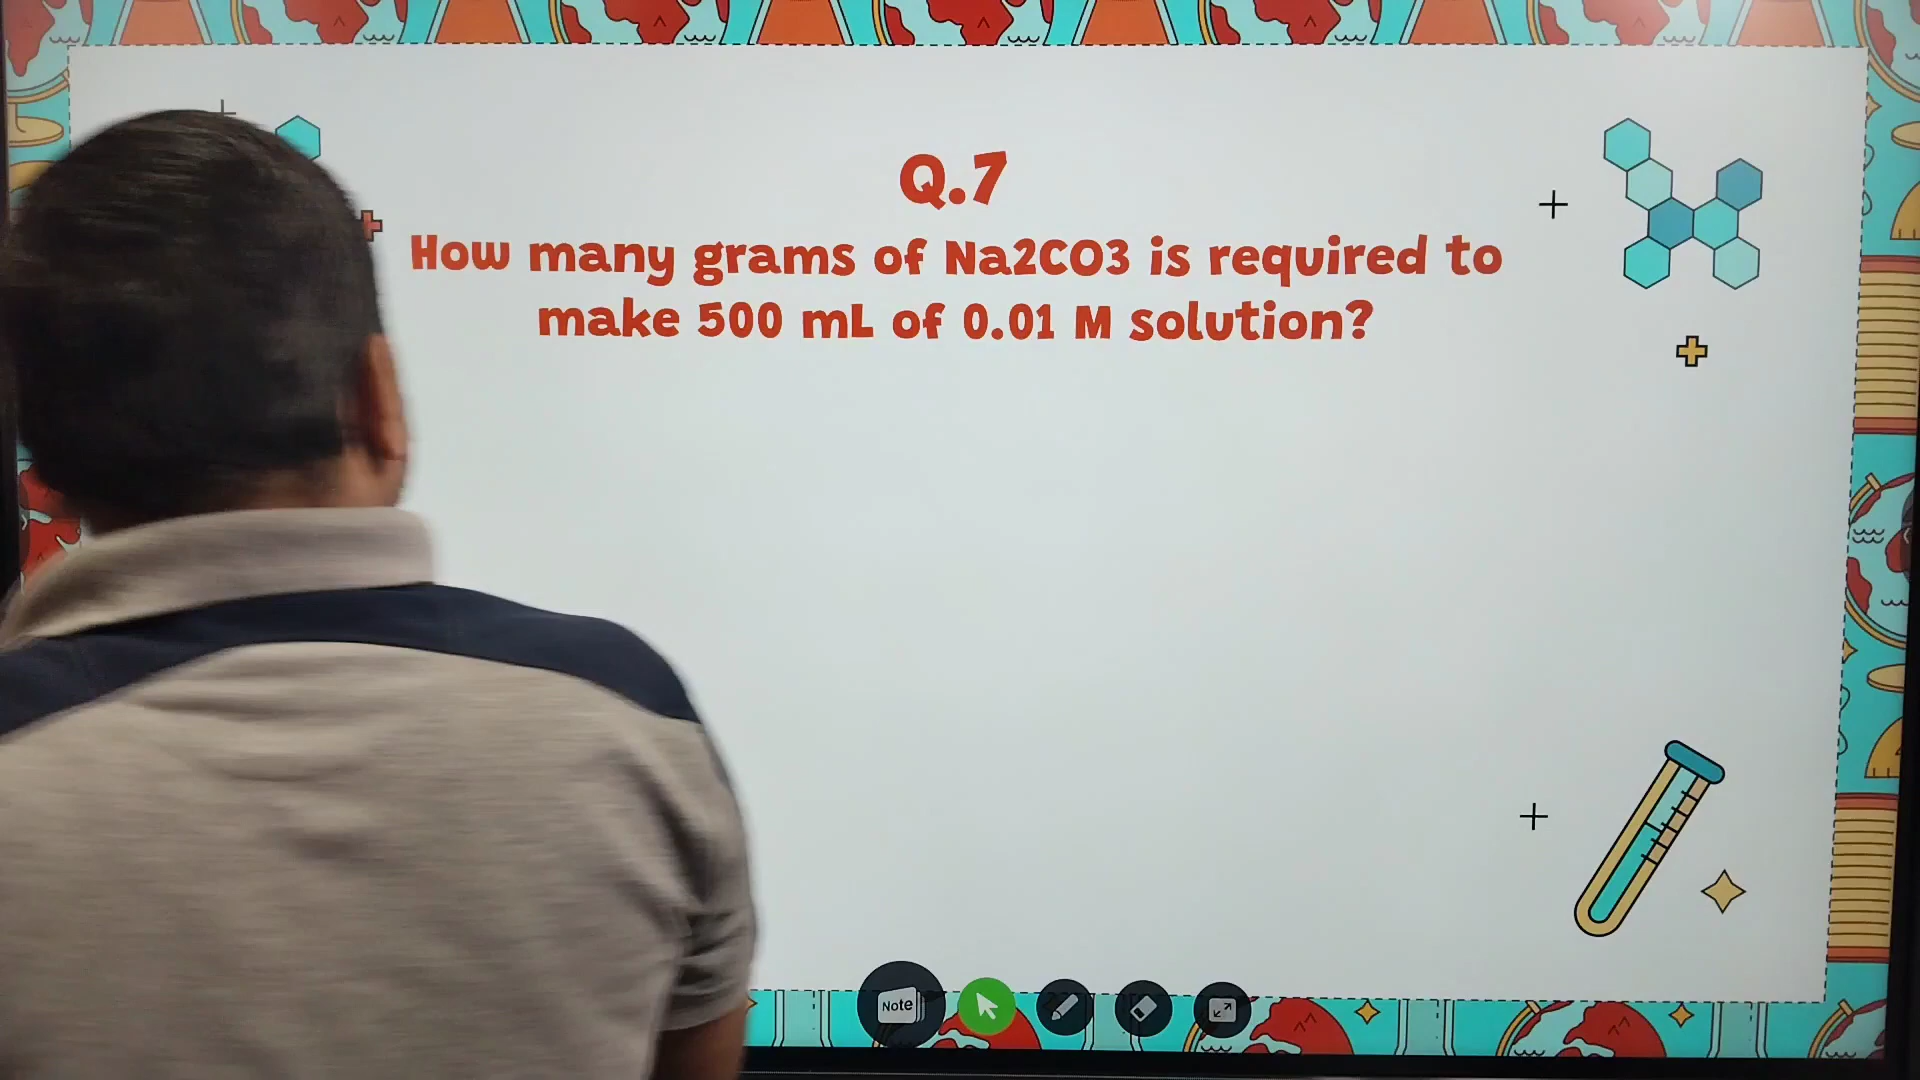 Q.7
How many grams of Na2CO3 is required to
make 500 mL of 0.01 M solution?
Note